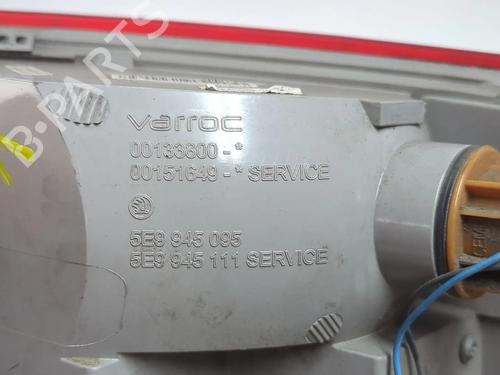 B-PARTS
varroc
00133800-*
00151649-* SERVICE
5E9 945 095
5E9 945 111 SERVICE